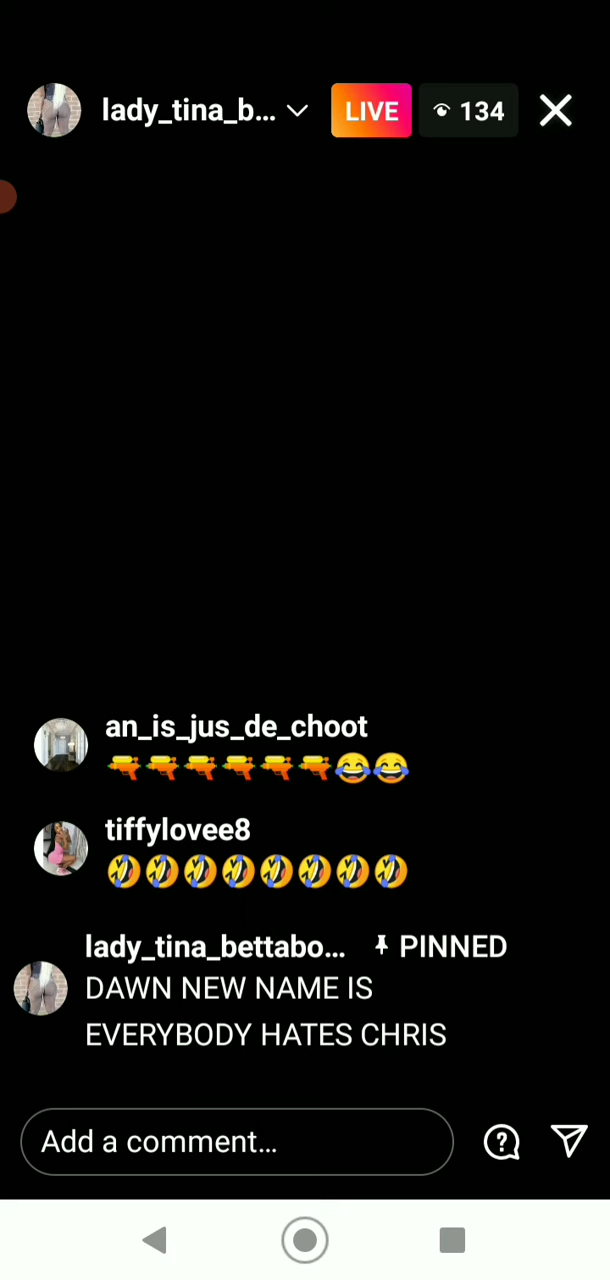 lady_tina_b... LIVE 134
an_is_jus_de_choot
🔫🔫🔫🔫🔫🔫😂😂
tiffylovee8
🤣🤣🤣🤣🤣🤣🤣🤣
lady_tina_bettabo... PINNED
DAWN NEW NAME IS
EVERYBODY HATES CHRIS
Add a comment...